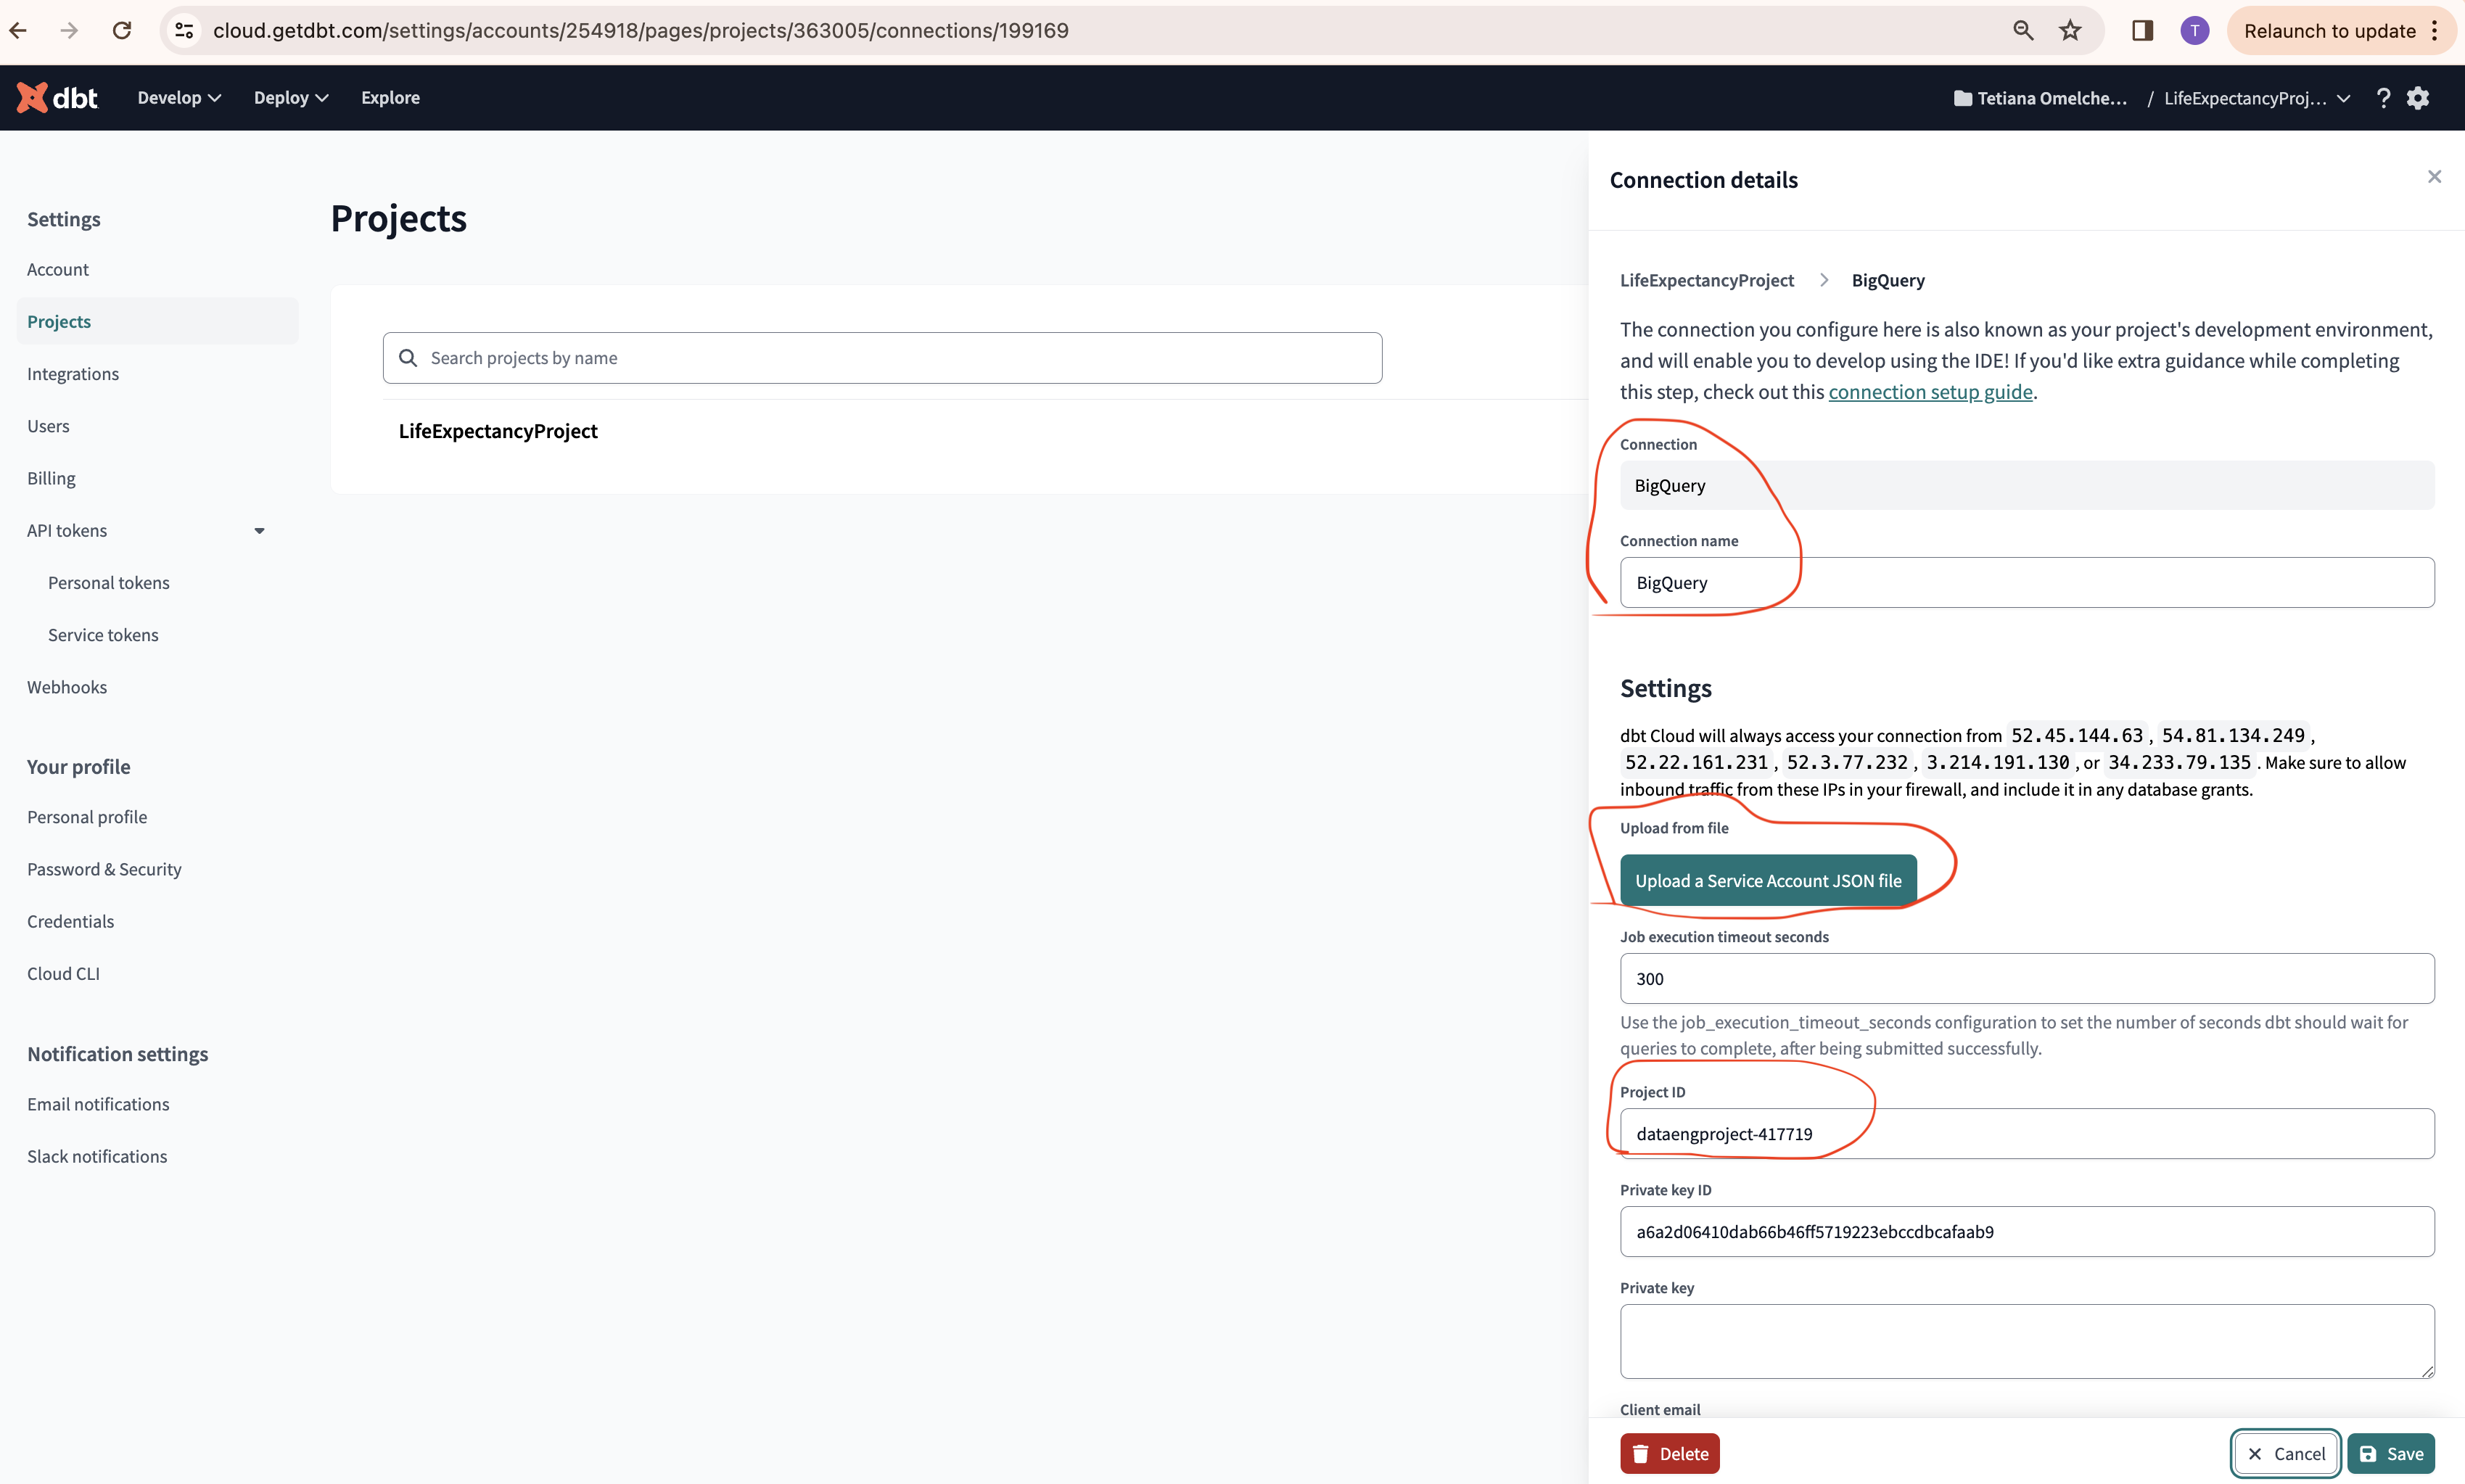 cloud.getdbt.com/settings/accounts/254918/pages/projects/363005/connections/199169
T
Relaunch to update
dbt
Develop
Deploy
Explore
Tetiana Omelche...
/
LifeExpectancyProj...
?
Settings
Account
Projects
Integrations
Users
Billing
API tokens
Personal tokens
Service tokens
Webhooks
Your profile
Personal profile
Password & Security
Credentials
Cloud CLI
Notification settings
Email notifications
Slack notifications
Projects
Search projects by name
LifeExpectancyProject
Connection details
LifeExpectancyProject > BigQuery
The connection you configure here is also known as your project's development environment,
and will enable you to develop using the IDE! If you'd like extra guidance while completing
this step, check out this connection setup guide.
Connection
BigQuery
Connection name
BigQuery
Settings
dbt Cloud will always access your connection from 52.45.144.63, 54.81.134.249,
52.22.161.231, 52.3.77.232, 3.214.191.130, or 34.233.79.135. Make sure to allow
inbound traffic from these IPs in your firewall, and include it in any database grants.
Upload from file
Upload a Service Account JSON file
Job execution timeout seconds
300
Use the job_execution_timeout_seconds configuration to set the number of seconds dbt should wait for
queries to complete, after being submitted successfully.
Project ID
dataengproject-417719
Private key ID
a6a2d06410dab66b46ff5719223ebccdbcafaab9
Private key
Client email
Delete
Cancel
Save